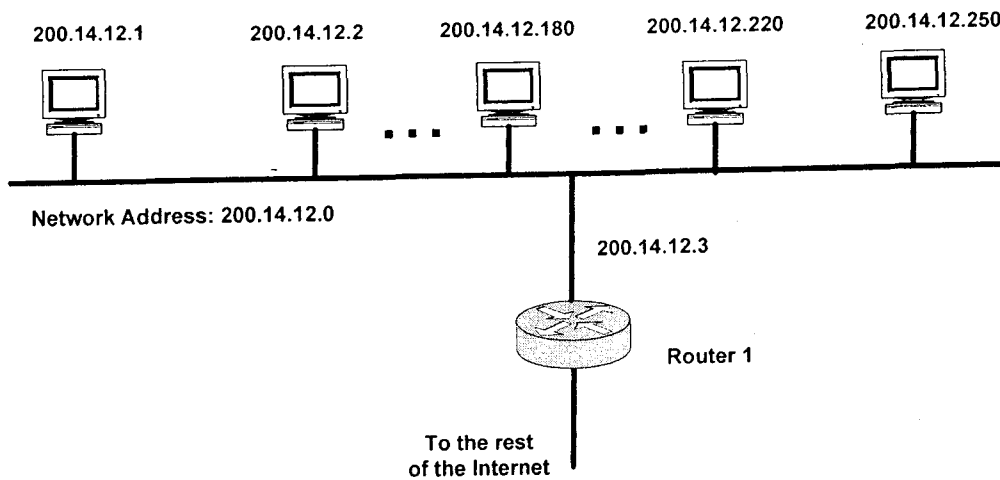 200.14.12.1
200.14.12.2
200.14.12.180
200.14.12.220
200.14.12.250
Network Address: 200.14.12.0
200.14.12.3
Router 1
To the rest
of the Internet